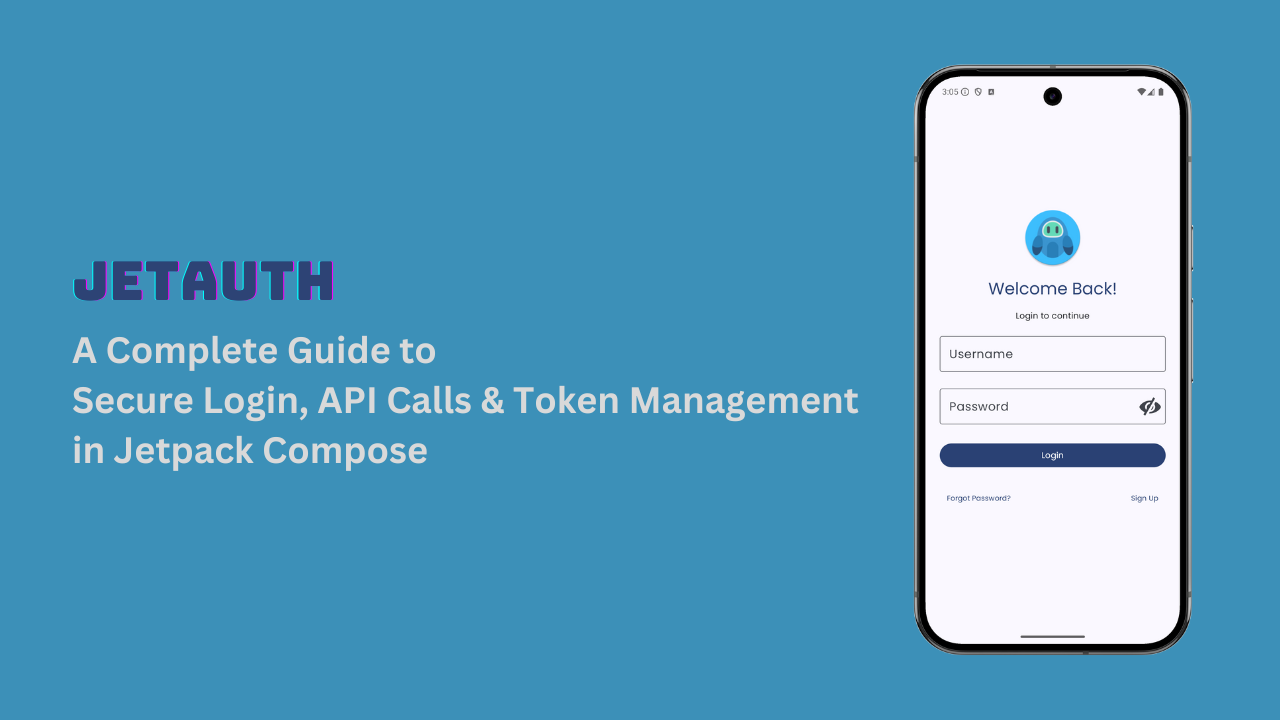 JETAUTH
A Complete Guide to
Secure Login, API Calls & Token Management
in Jetpack Compose
3:05
Welcome Back!
Login to continue
Username
Password
Login
Forgot Password?
Sign Up